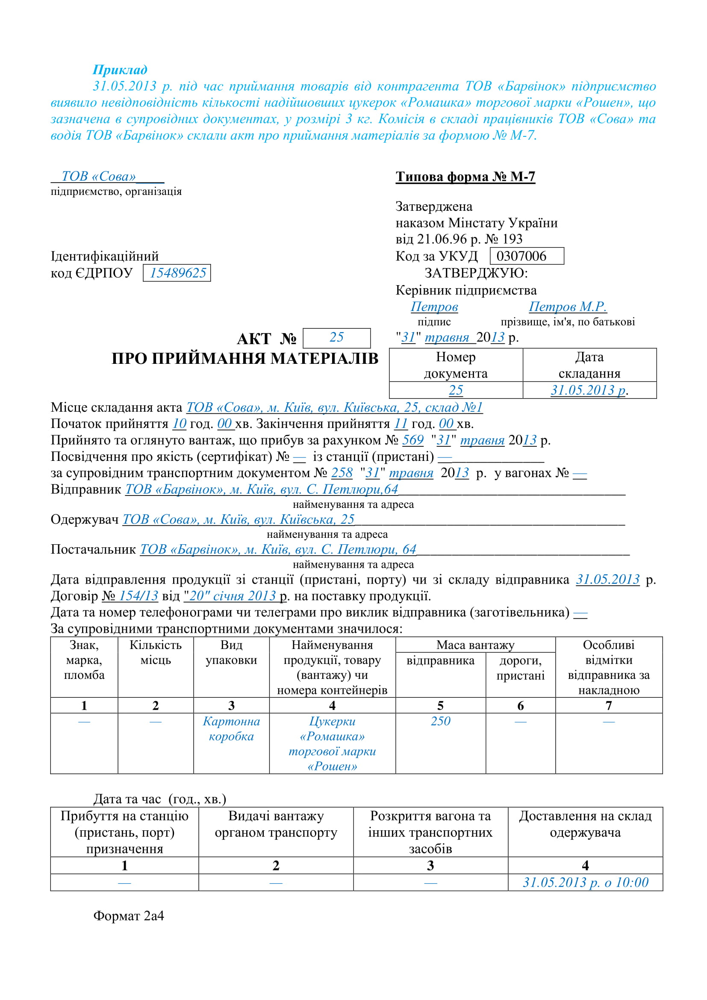 Приклад
31.05.2013 р. під час приймання товарів від контрагента ТОВ «Барвінок» підприємство
виявило невідповідність кількості надійшовших цукерок «Ромашка» торгової марки «Рошен», що
зазначена в супровідних документах, у розмірі 3 кг. Комісія в складі працівників ТОВ «Сова» та
водія ТОВ «Барвінок» склали акт про приймання матеріалів за формою № М-7.
ТОВ «Сова»
підприємство, організація
Типова форма № М-7
Затверджена
наказом Мінстату України
від 21.06.96 р. № 193
Ідентифікаційний
код ЄДРПОУ 15489625
Код за УКУД 0307006
ЗАТВЕРДЖУЮ:
Керівник підприємства
Петров Петров М.Р.
підпис прізвище, ім'я, по батькові
АКТ № 25
"31" травня 2013 р.
ПРО ПРИЙМАННЯ МАТЕРІАЛІВ
Номер документа
Дата складання
25 31.05.2013 р.
Місце складання акта ТОВ «Сова», м. Київ, вул. Київська, 25, склад №1
Початок прийняття 10 год. 00 хв. Закінчення прийняття 11 год. 00 хв.
Прийнято та оглянуто вантаж, що прибув за рахунком № 569 "31" травня 2013 р.
Посвідчення про якість (сертифікат) № — із станції (пристані) —____________
за супровідним транспортним документом № 258 "31" травня 2013 р. у вагонах № —
Відправник ТОВ «Барвінок», м. Київ, вул. С. Петлюри,64
найменування та адреса
Одержувач ТОВ «Сова», м. Київ, вул. Київська, 25
найменування та адреса
Постачальник ТОВ «Барвінок», м. Київ, вул. С. Петлюри, 64
найменування та адреса
Дата відправлення продукції зі станції (пристані, порту) чи зі складу відправника 31.05.2013 р.
Договір № 154/13 від "20" січня 2013 р. на поставку продукції.
Дата та номер телефонограми чи телеграми про виклик відправника (заготівельника) —
За супровідними транспортними документами значилося:
Знак, марка, пломба
Кількість місць
Вид упаковки
Найменування продукції, товару (вантажу) чи номера контейнерів
Маса вантажу
відправника
дороги, пристані
Особливі відмітки відправника за накладною
1 2 3 4 5 6 7
— — Картонна коробка Цукерки «Ромашка» торгової марки «Рошен» 250 — —
Дата та час (год., хв.)
Прибуття на станцію (пристань, порт) призначення
Видачі вантажу органом транспорту
Розкриття вагона та інших транспортних засобів
Доставлення на склад одержувача
1 2 3 4
— — — 31.05.2013 р. о 10:00
Формат 2а4